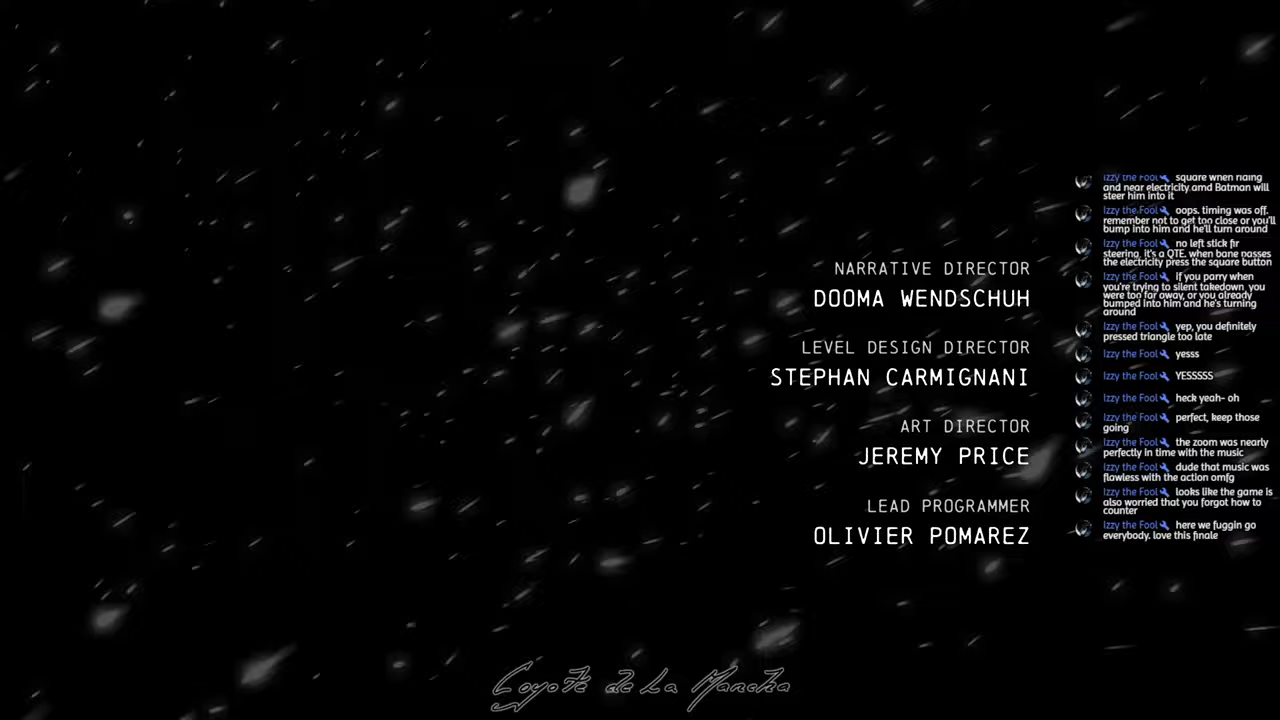 NARRATIVE DIRECTOR
DOOMA WENDSCHUH
LEVEL DESIGN DIRECTOR
STEPHAN CARMIGNANI
ART DIRECTOR
JEREMY PRICE
LEAD PROGRAMMER
OLIVIER POMAREZ
Izzy the Fool square when riding
and near electricity amd Batman will
steer him into it
Izzy the Fool oops. timing was off.
remember not to get too close or you'll
bump into him and he'll turn around
Izzy the Fool no left stick fir
steering, it's a QTE. when bane passes
the electricity press the square button
Izzy the Fool if you parry when
you're trying to silent takedown, you
were too far away, or you already
bumped into him and he's turning
around
Izzy the Fool yep, you definitely
pressed triangle too late
Izzy the Fool yesss
Izzy the Fool YESSSSS
Izzy the Fool heck yeah- oh
Izzy the Fool perfect, keep those
going
Izzy the Fool the zoom was nearly
perfectly in time with the music
Izzy the Fool dude that music was
flawless with the action omfg
Izzy the Fool looks like the game is
also worried that you forgot how to
counter
Izzy the Fool here we fuggin go
everybody. love this finale
Coyote de La Mancha